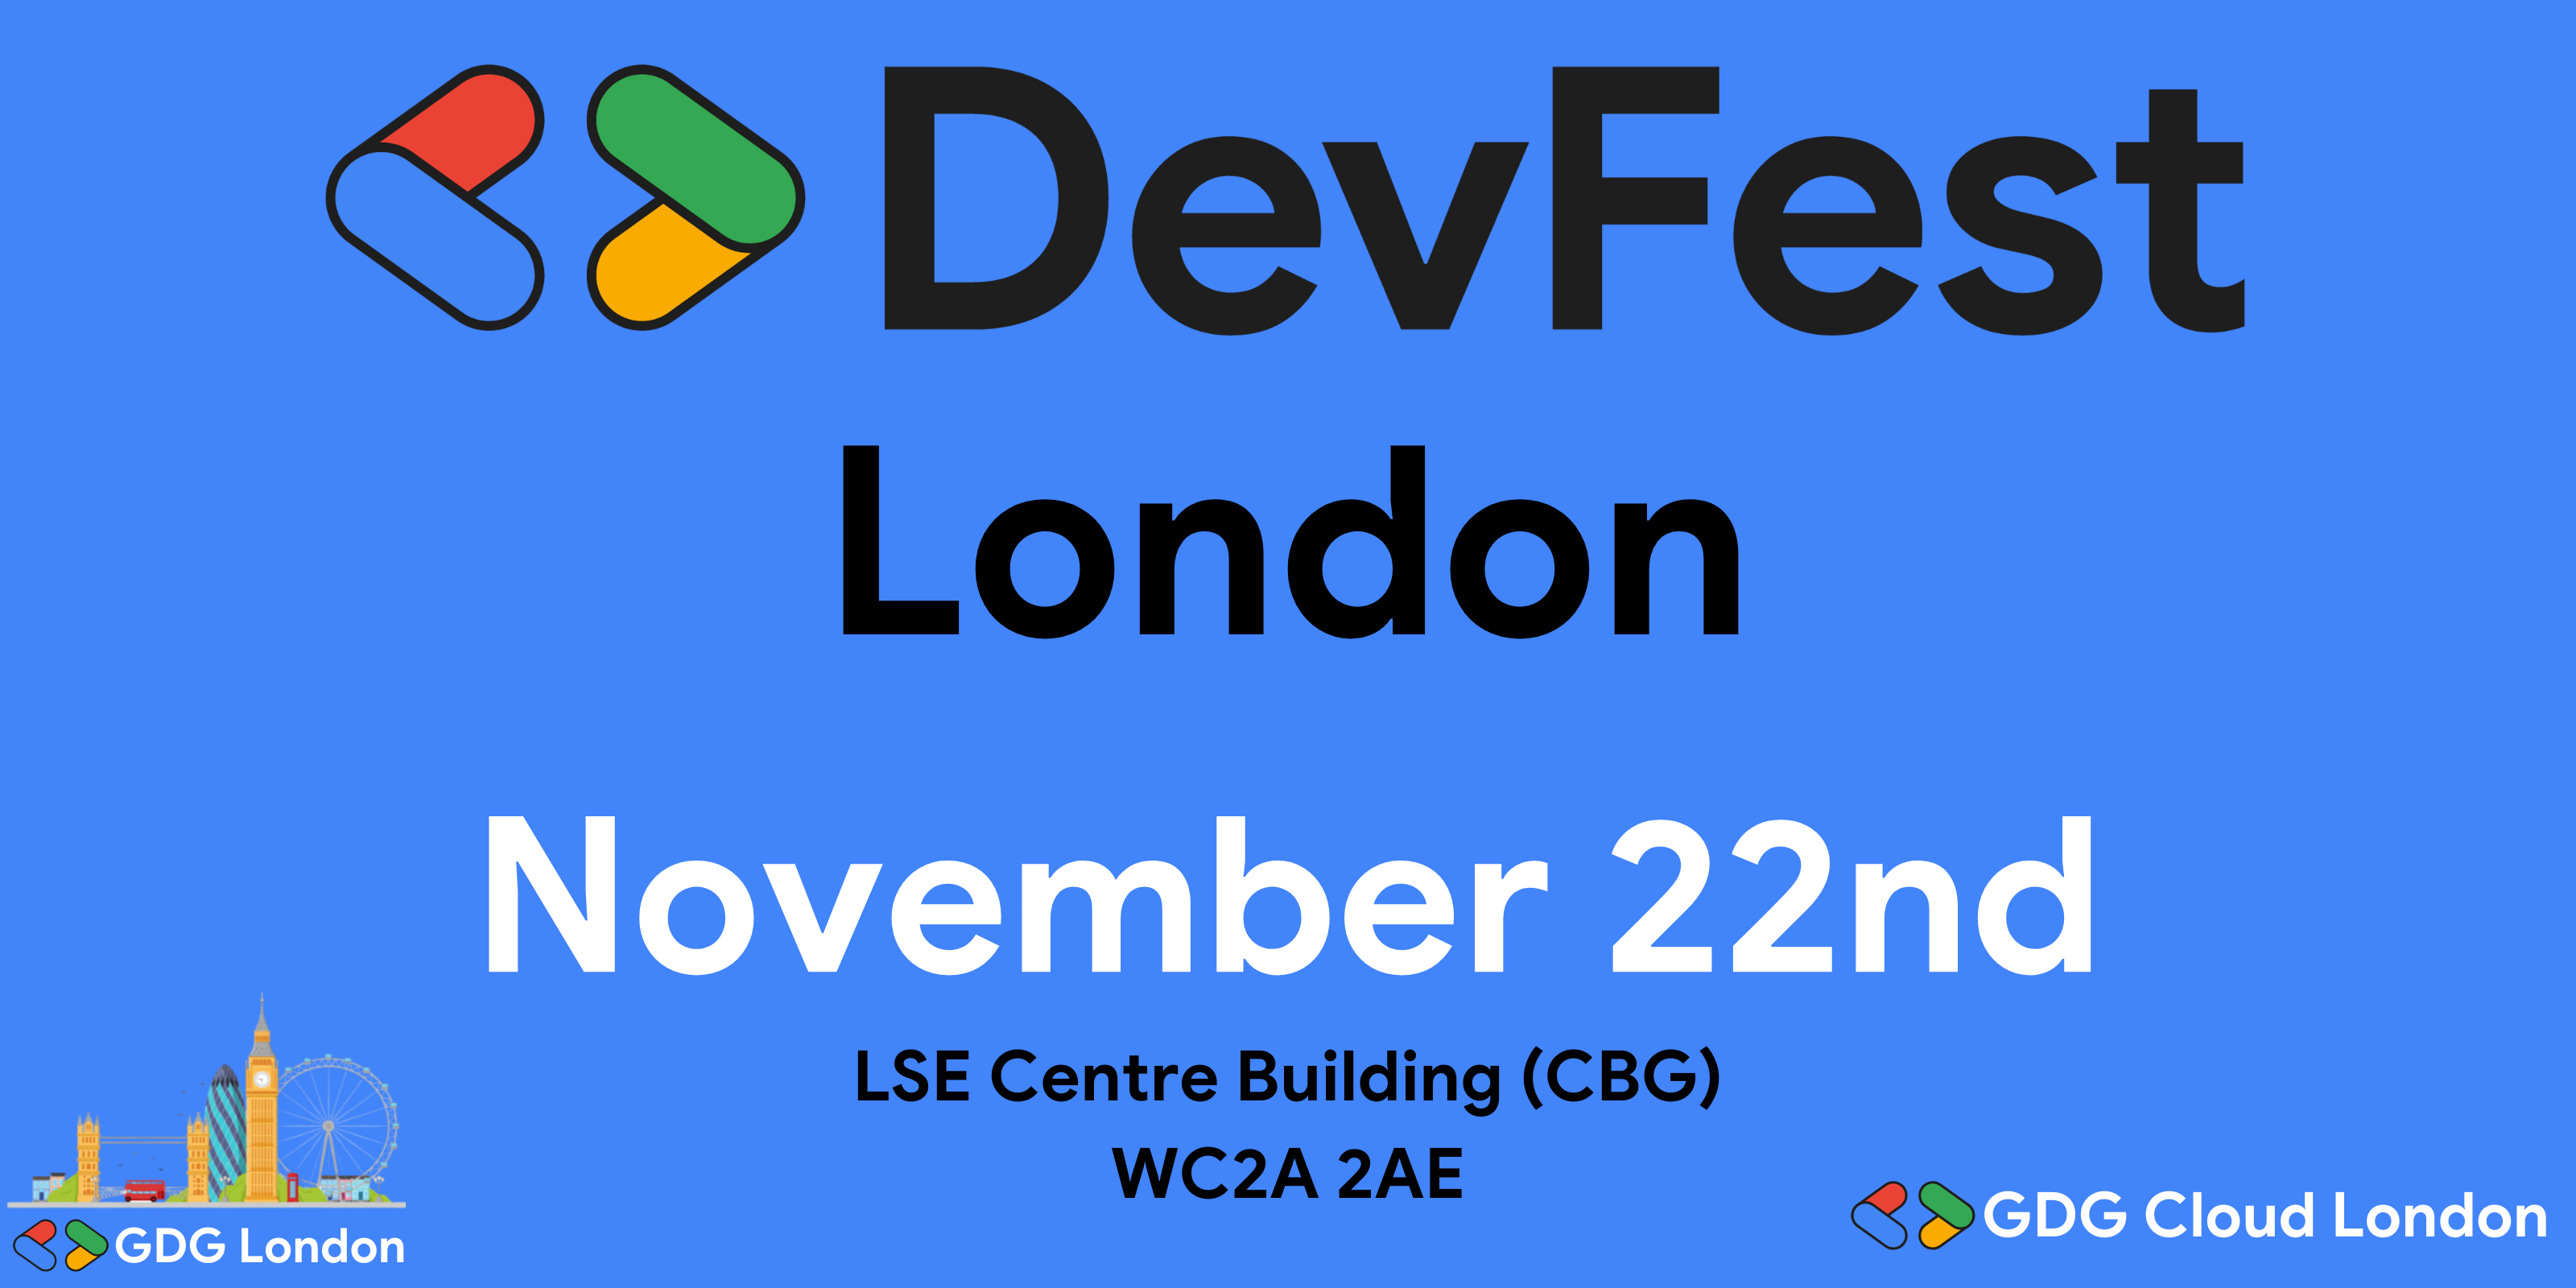 DevFest
London
November 22nd
LSE Centre Building (CBG)
WC2A 2AE
GDG London
GDG Cloud London